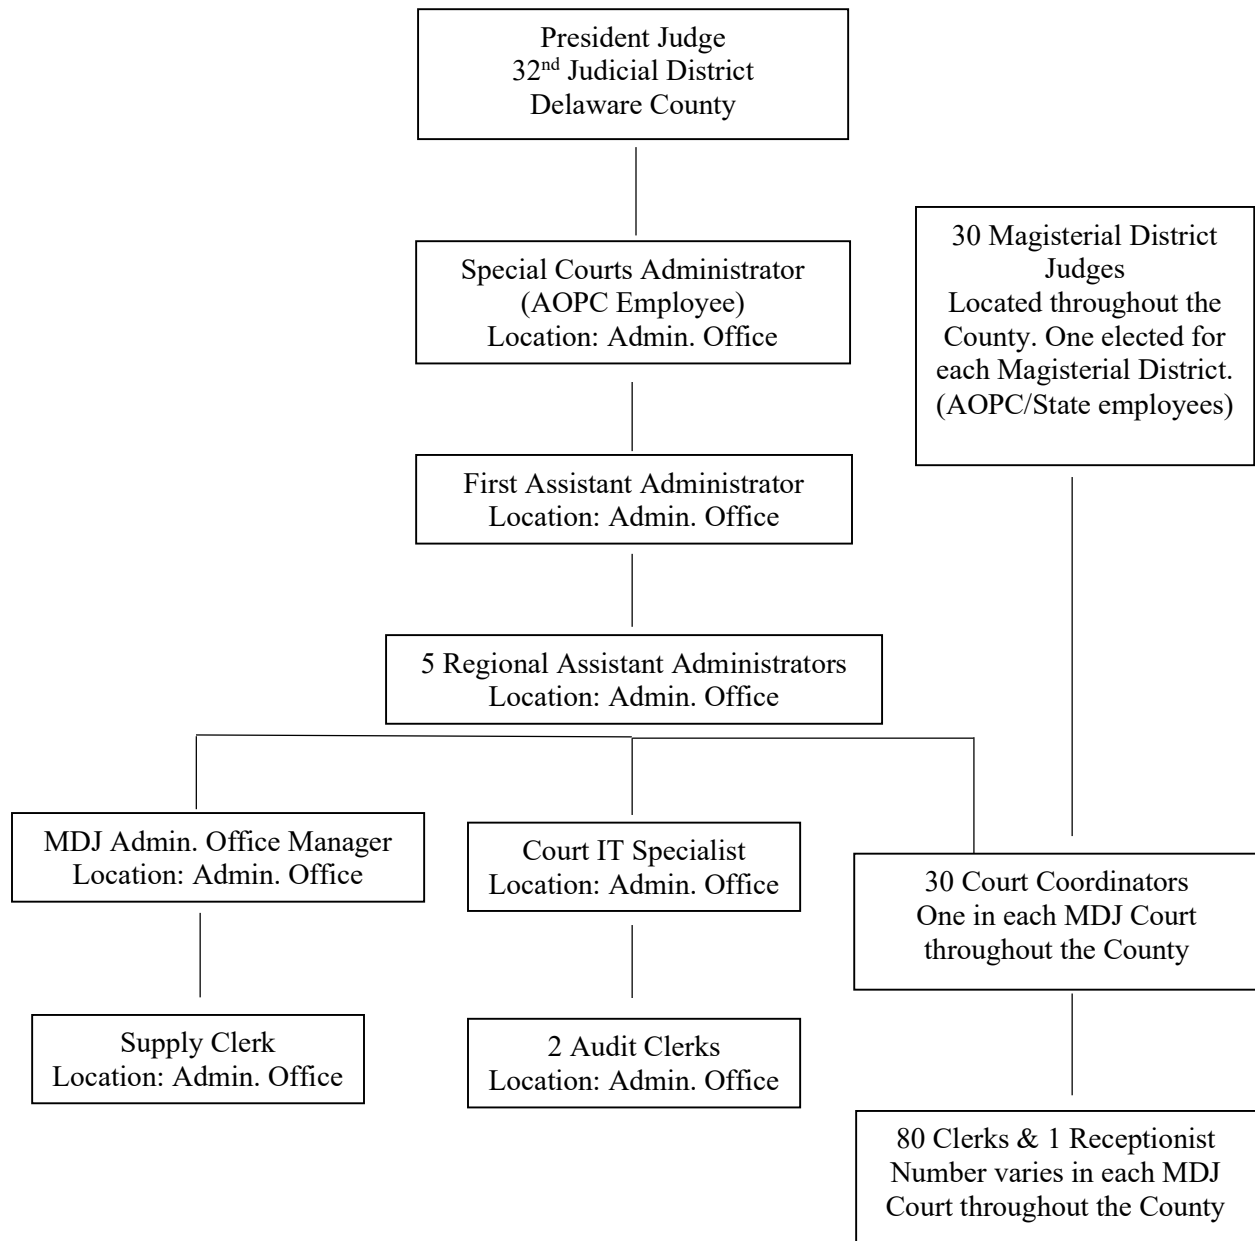 President Judge
32nd Judicial District
Delaware County
Special Courts Administrator
(AOPC Employee)
Location: Admin. Office
30 Magisterial District
Judges
Located throughout the
County. One elected for
each Magisterial District.
(AOPC/State employees)
First Assistant Administrator
Location: Admin. Office
5 Regional Assistant Administrators
Location: Admin. Office
MDJ Admin. Office Manager
Location: Admin. Office
Court IT Specialist
Location: Admin. Office
30 Court Coordinators
One in each MDJ Court
throughout the County
Supply Clerk
Location: Admin. Office
2 Audit Clerks
Location: Admin. Office
80 Clerks & 1 Receptionist
Number varies in each MDJ
Court throughout the County